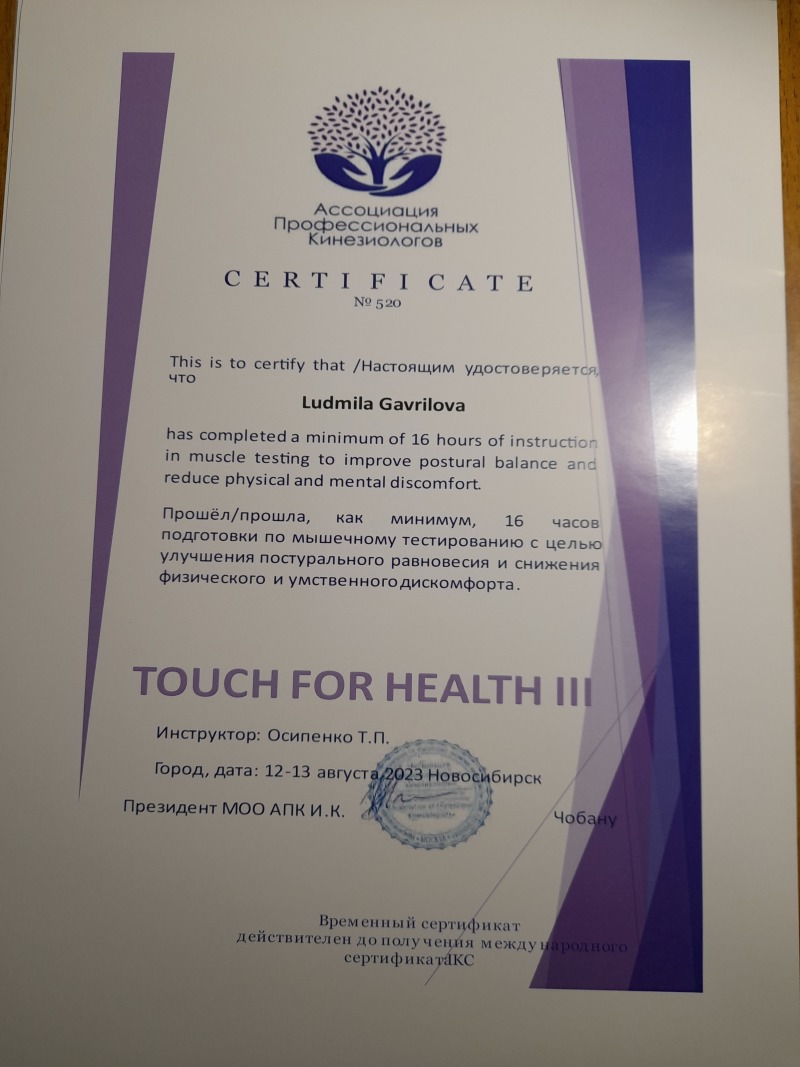 Ассоциация
Профессиональных
Кинезиологов
CERTIFICATE
№ 520
This is to certify that /Настоящим удостоверяется,
что
Ludmila Gavrilova
has completed a minimum of 16 hours of instruction
in muscle testing to improve postural balance and
reduce physical and mental discomfort.
Прошёл/прошла, как минимум, 16 часов
подготовки по мышечному тестированию с целью
улучшения постурального равновесия и снижения
физического и умственного дискомфорта.
TOUCH FOR HEALTH III
Инструктор: Осипенко Т.П.
Город, дата: 12-13 августа 2023 Новосибирск
Президент МОО АПК И.К. Чобану
Временный сертификат
действителен до получения международного
сертификата IKC